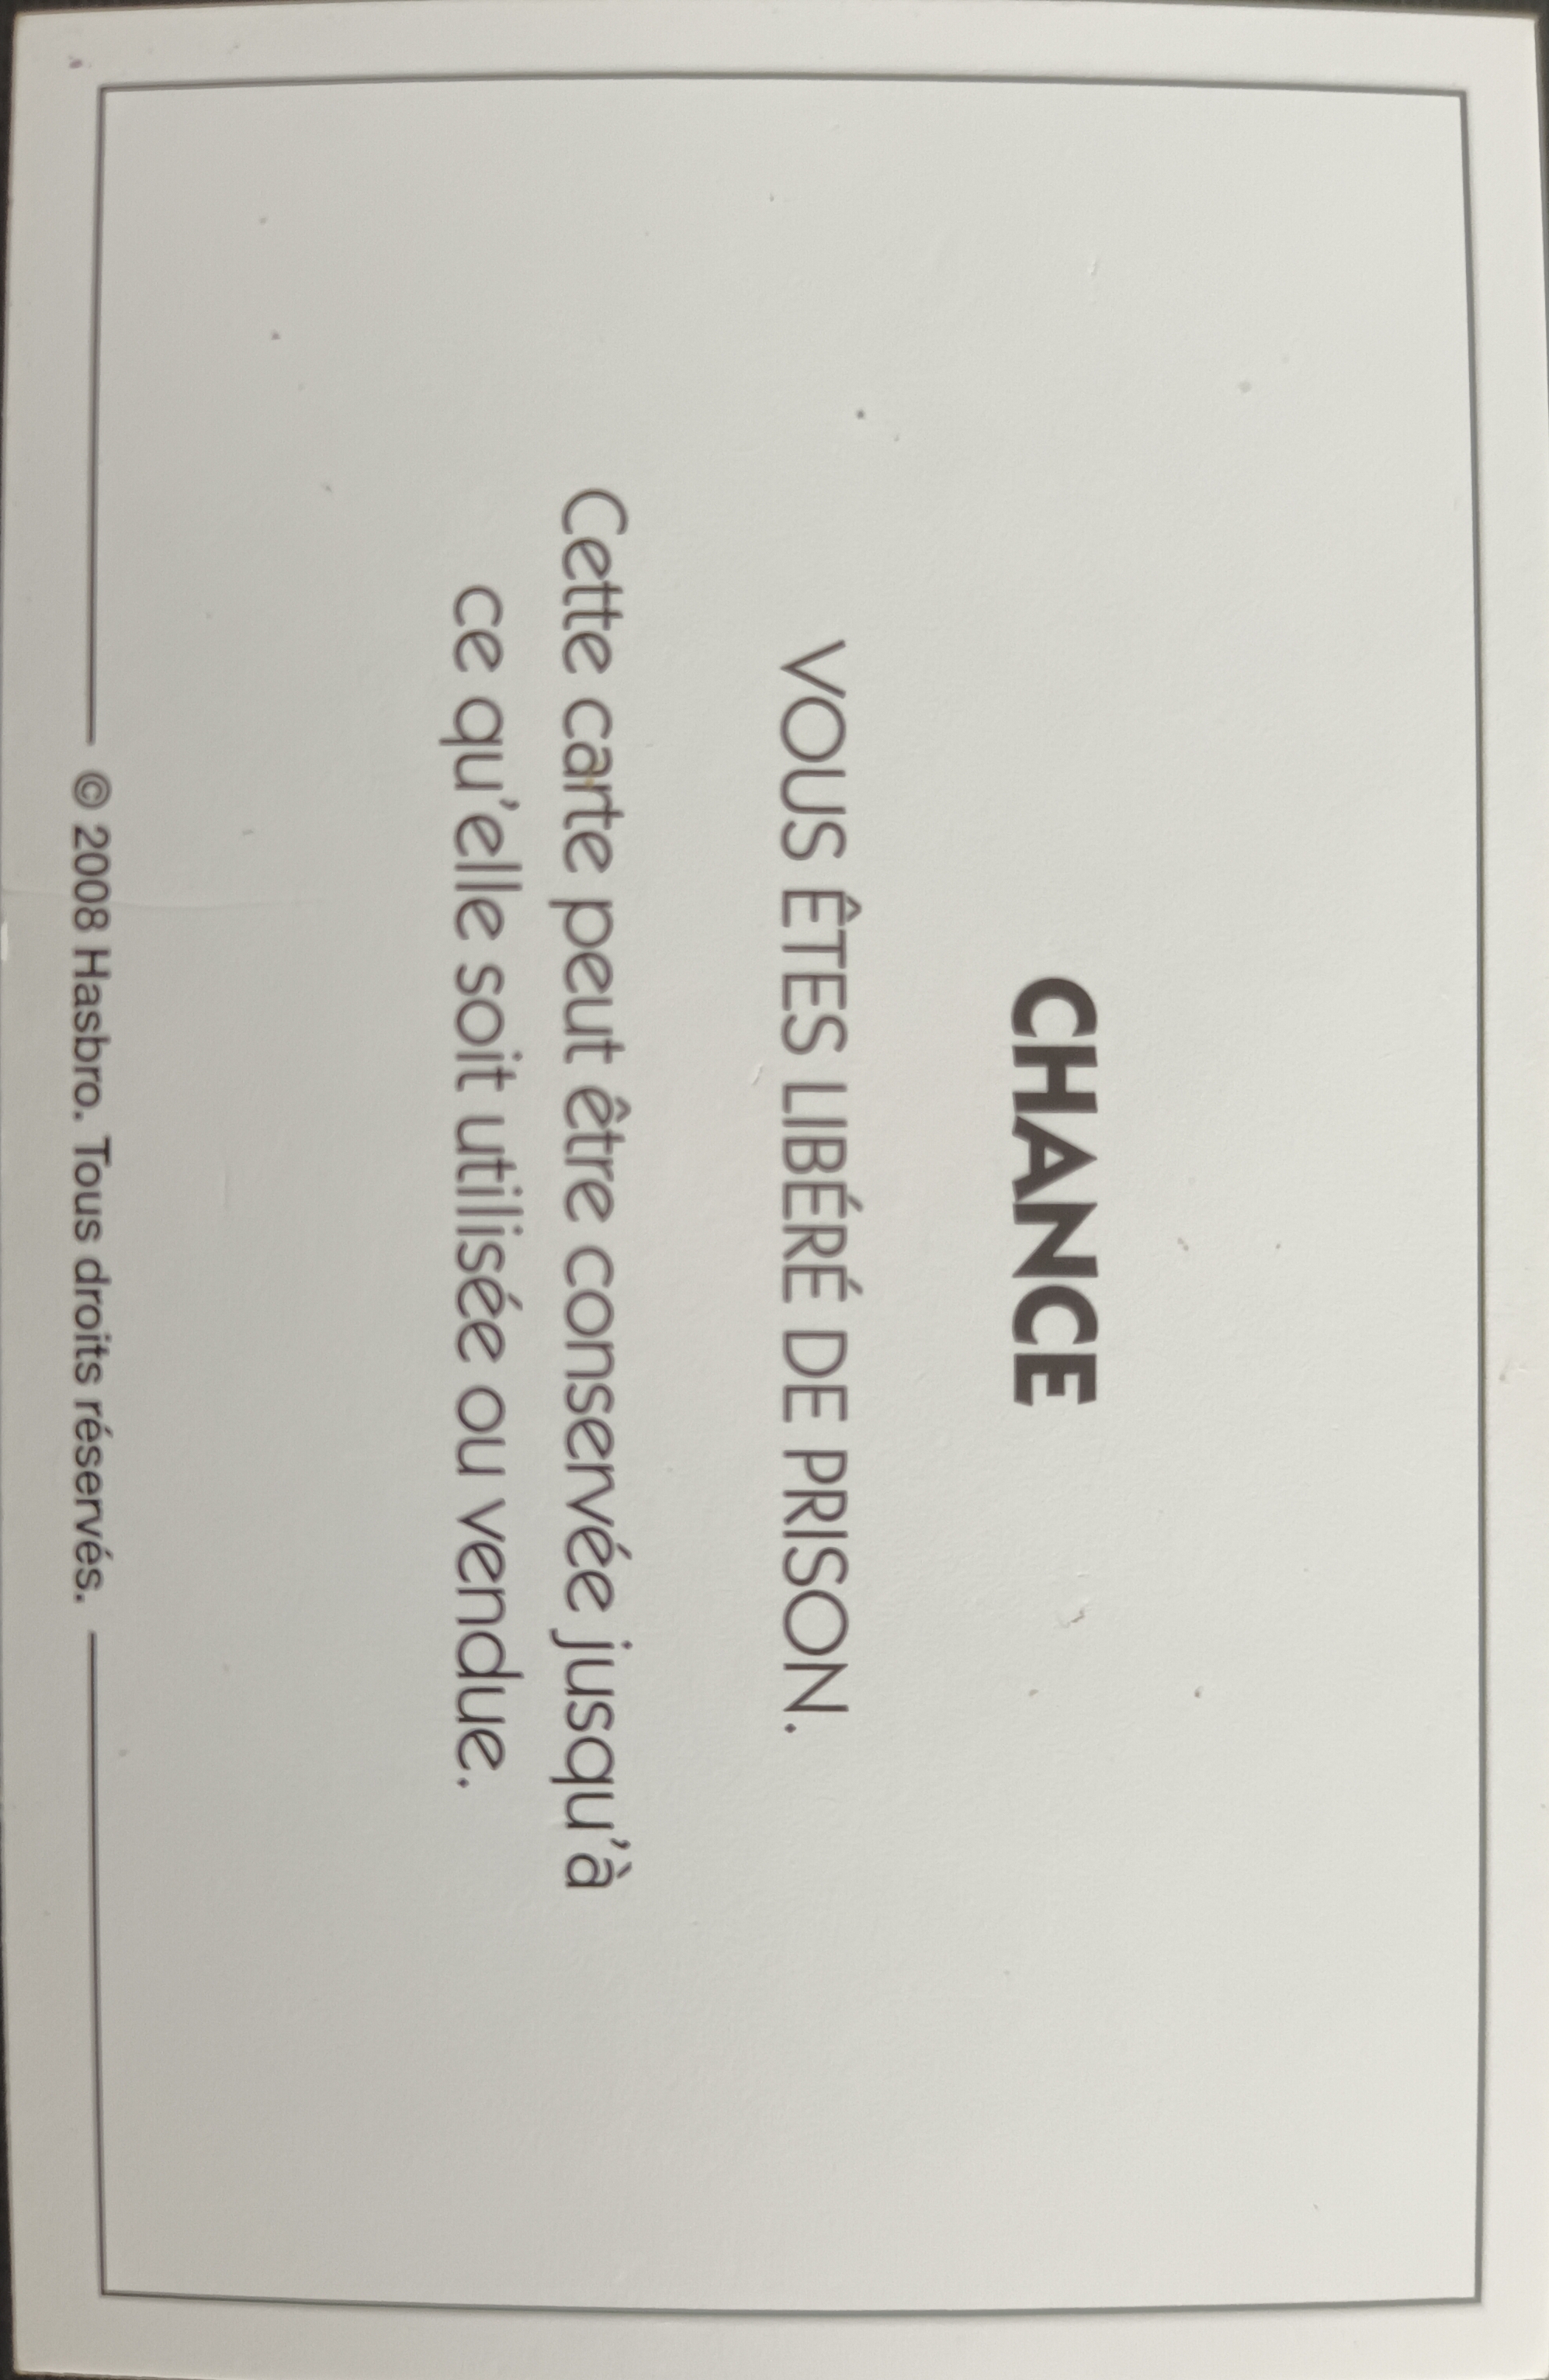 CHANCE
VOUS ÊTES LIBÉRÉ DE PRISON.
Cette carte peut être conservée jusqu'à
ce qu'elle soit utilisée ou vendue.
© 2008 Hasbro. Tous droits réservés.